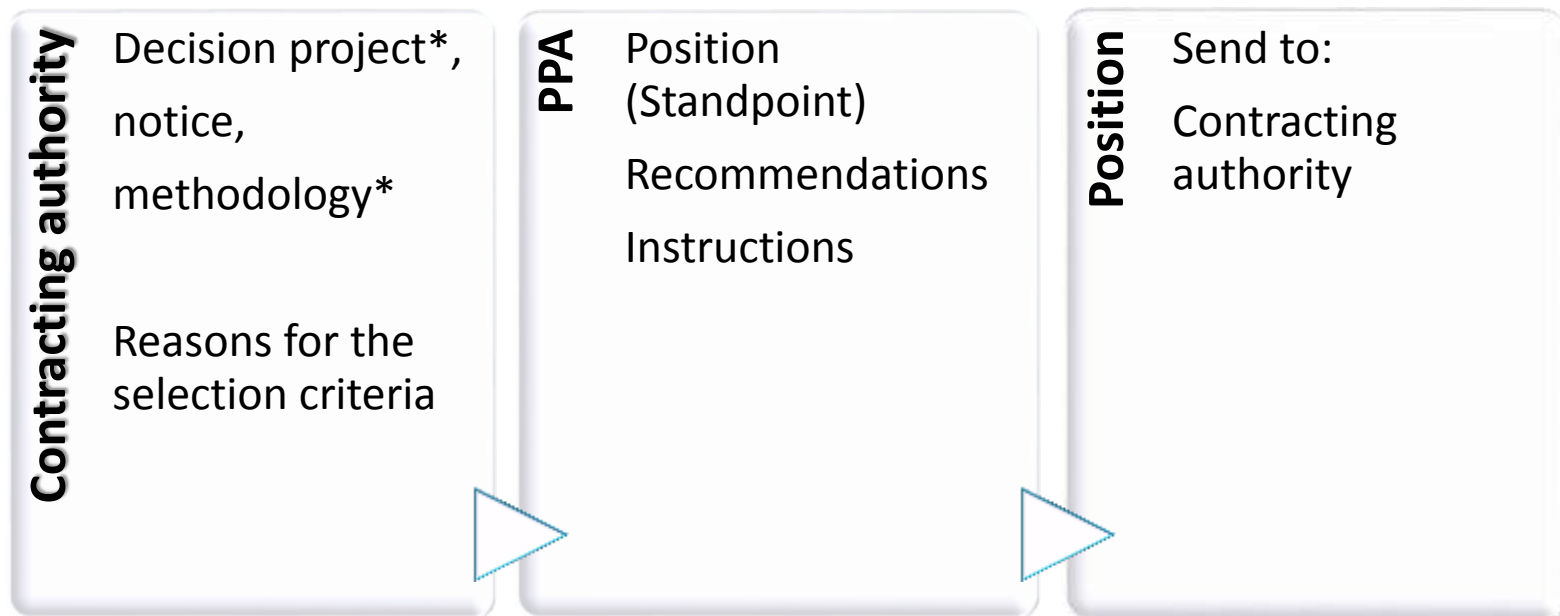 Contracting authority
Decision project*,
notice,
methodology*
Reasons for the
selection criteria
PPA
Position
(Standpoint)
Recommendations
Instructions
Position
Send to:
Contracting
authority